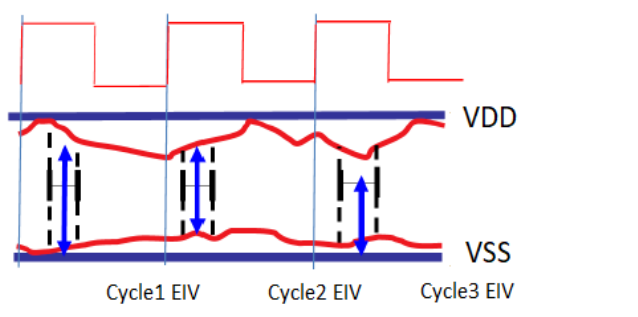 VDD
VSS
Cycle1 EIV
Cycle2 EIV
Cycle3 EIV